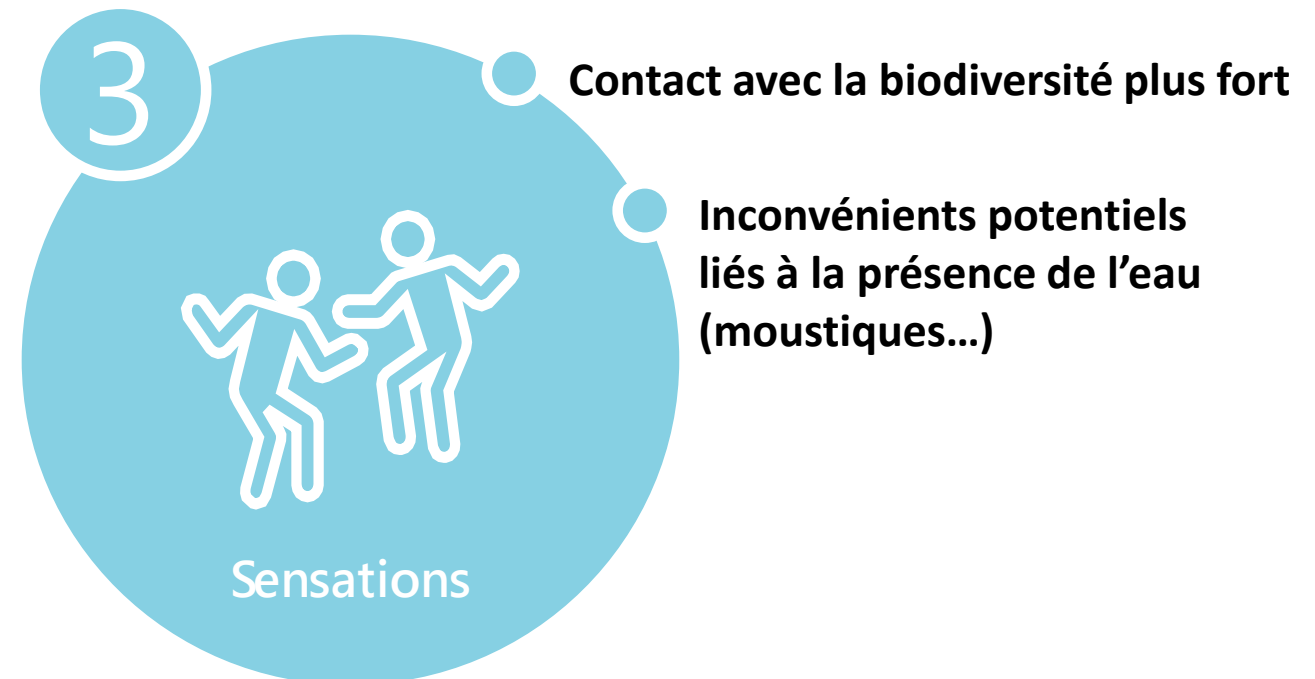 3
Contact avec la biodiversité plus fort
Inconvénients potentiels
liés à la présence de l’eau
(moustiques…)
Sensations